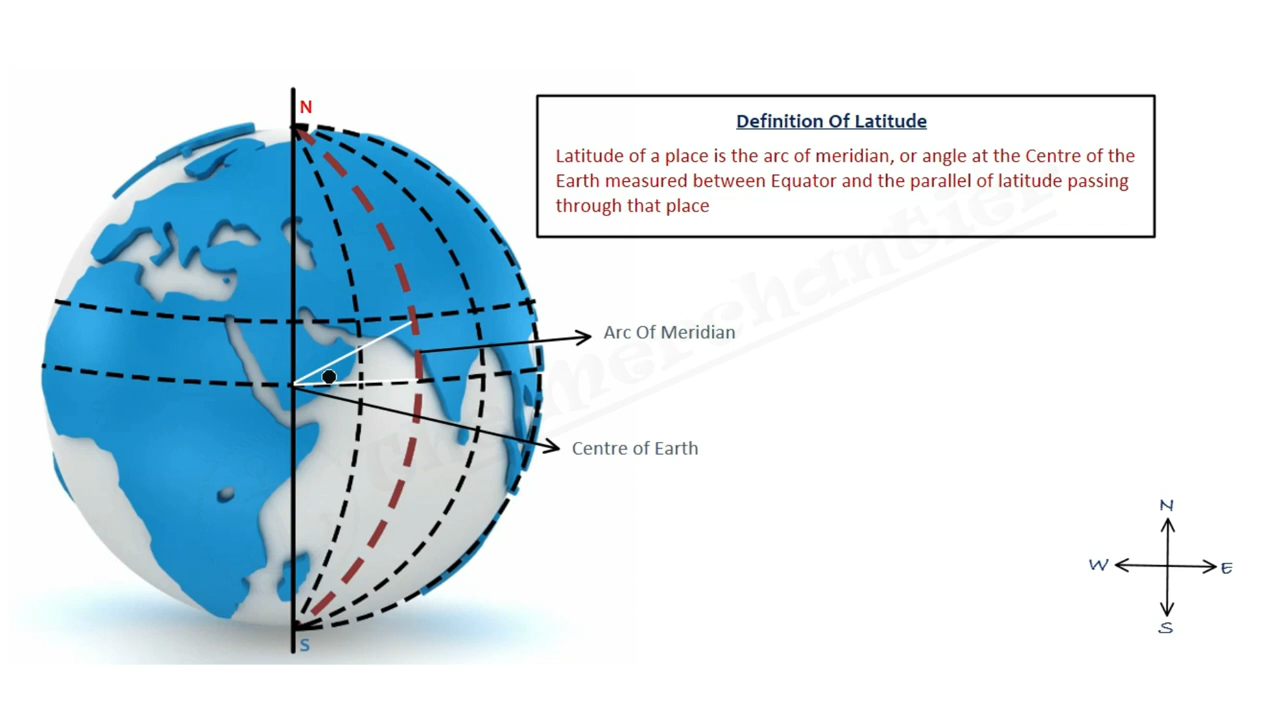 N
Definition Of Latitude
Latitude of a place is the arc of meridian, or angle at the Centre of the
Earth measured between Equator and the parallel of latitude passing
through that place
Arc Of Meridian
Centre of Earth
S
N
W E
S